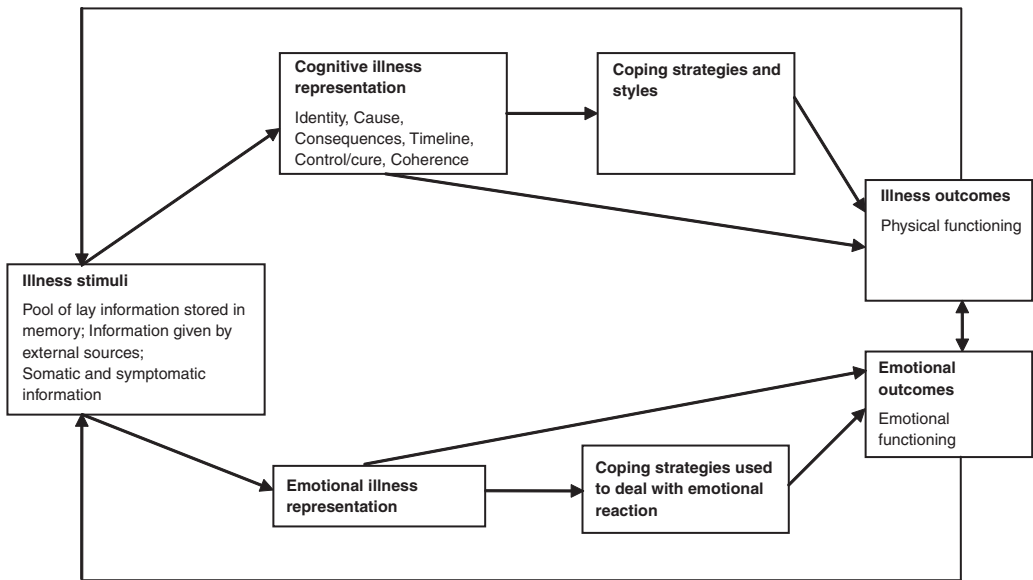 Cognitive illness
representation
Identity, Cause,
Consequences, Timeline,
Control/cure, Coherence
Coping strategies and
styles
Illness outcomes
Physical functioning
Illness stimuli
Pool of lay information stored in
memory; Information given by
external sources;
Somatic and symptomatic
information
Emotional
outcomes
Emotional
functioning
Emotional illness
representation
Coping strategies used
to deal with emotional
reaction